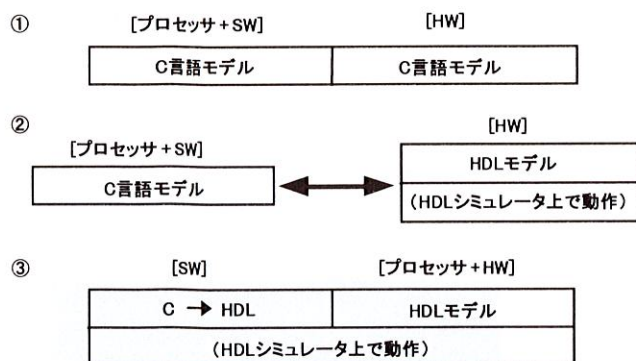 ①
[プロセッサ+SW] [HW]
C言語モデル C言語モデル
②
[HW]
[プロセッサ+SW]
HDLモデル
C言語モデル
(HDLシミュレータ上で動作)
③
[SW] [プロセッサ+HW]
C → HDL HDLモデル
(HDLシミュレータ上で動作)